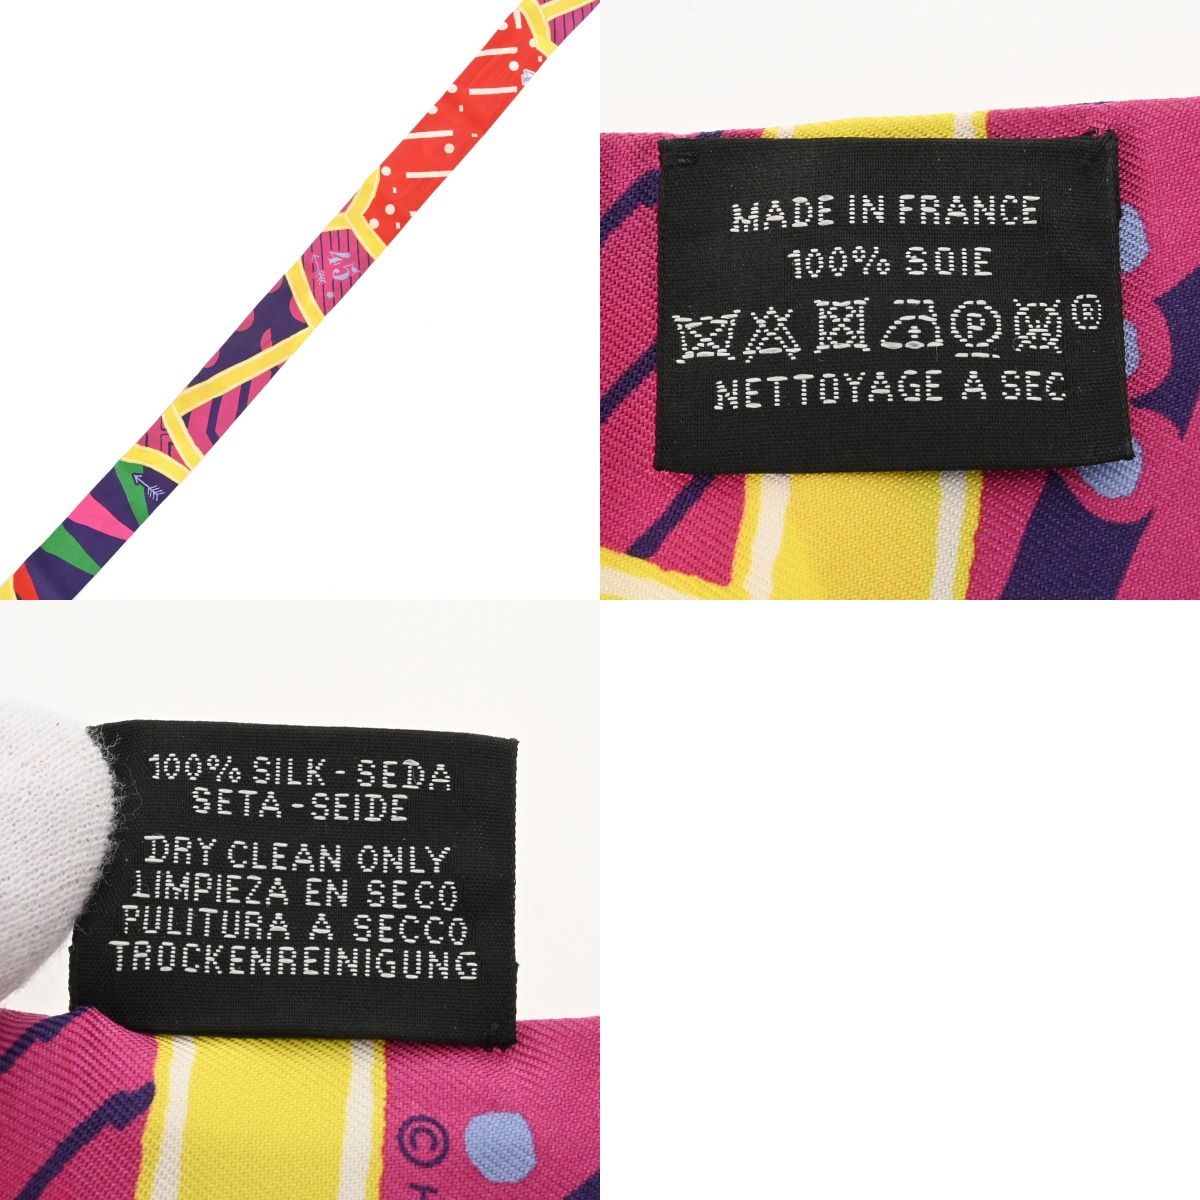 45
MADE IN FRANCE
100% SOIE
P W ®
NETTOYAGE A SEC
100% SILK - SEDA
SETA - SEIDE
DRY CLEAN ONLY
LIMPIEZA EN SECO
PULITURA A SECCO
TROCKENREINIGUNG
©